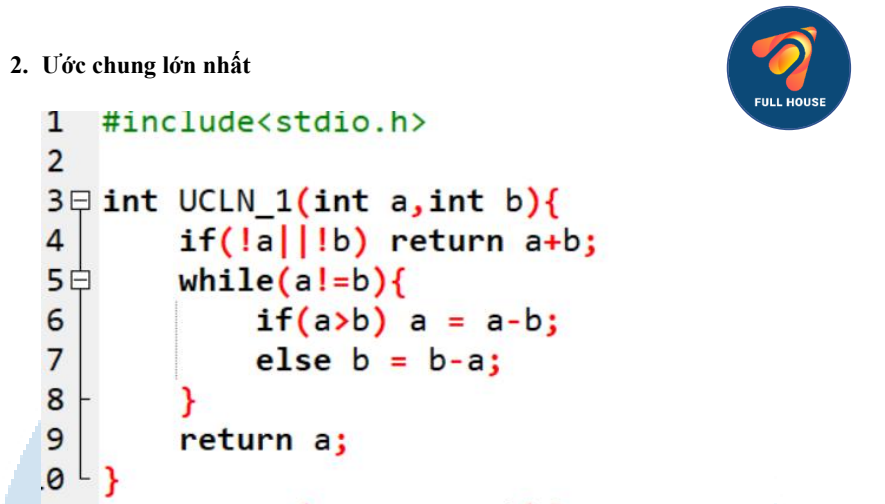 2. Ước chung lớn nhất
FULL HOUSE
1 #include<stdio.h>
2
3 int UCLN_1(int a,int b){
4 if(!a||!b) return a+b;
5 while(a!=b){
6 if(a>b) a = a-b;
7 else b = b-a;
8 }
9 return a;
.0 }